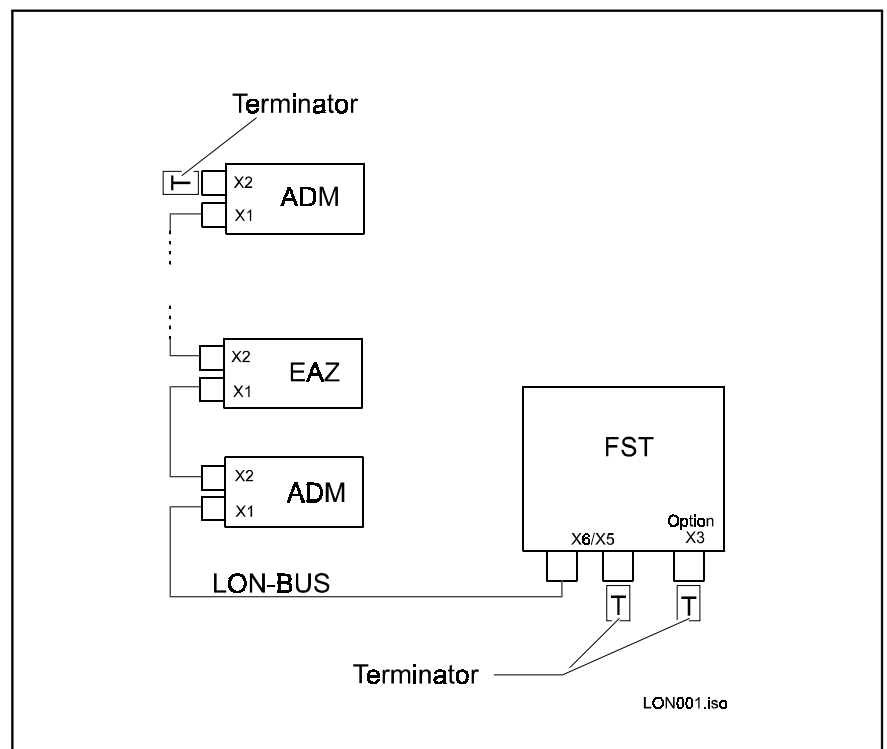 Terminator
T
X2
ADM
X1
X2
EAZ
X1
X2
ADM
X1
FST
Option
X6/X5
X3
LON-BUS
T
T
Terminator
LON001.iso